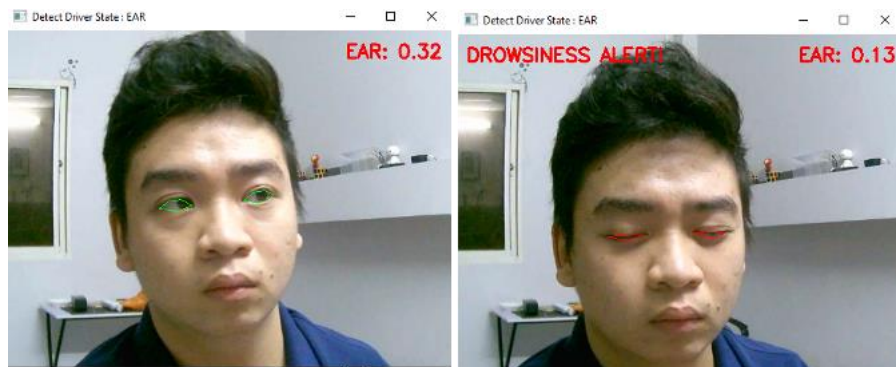 Detect Driver State : EAR
EAR: 0.32
Detect Driver State : EAR
DROWSINESS ALERT!
EAR: 0.13